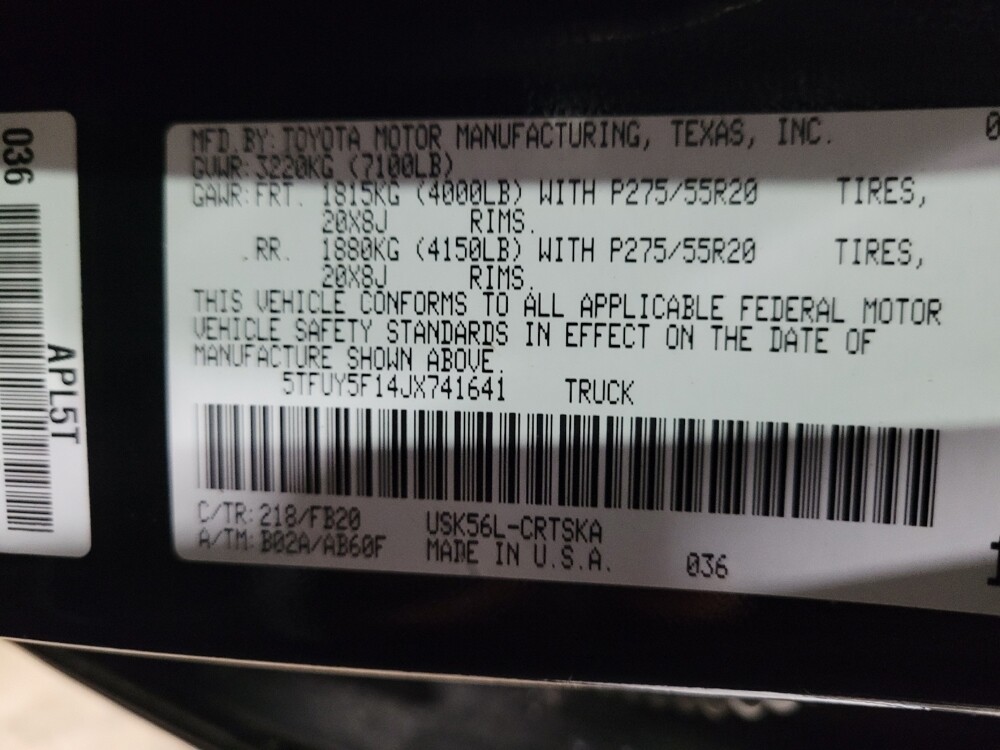 036
APL5T
MFD.BY: TOYOTA MOTOR MANUFACTURING, TEXAS, INC.
GVWR: 3220KG (7100LB)
GAWR: FRT. 1815KG (4000LB) WITH P275/55R20 TIRES,
20X8J RIMS.
RR. 1880KG (4150LB) WITH P275/55R20 TIRES,
20X8J RIMS.
THIS VEHICLE CONFORMS TO ALL APPLICABLE FEDERAL MOTOR
VEHICLE SAFETY STANDARDS IN EFFECT ON THE DATE OF
MANUFACTURE SHOWN ABOVE.
5TFUY5F14JX741641 TRUCK
C/TR: 218/FB20 USK56L-CRTSKA
A/TM: B02A/AB60F MADE IN U.S.A. 036